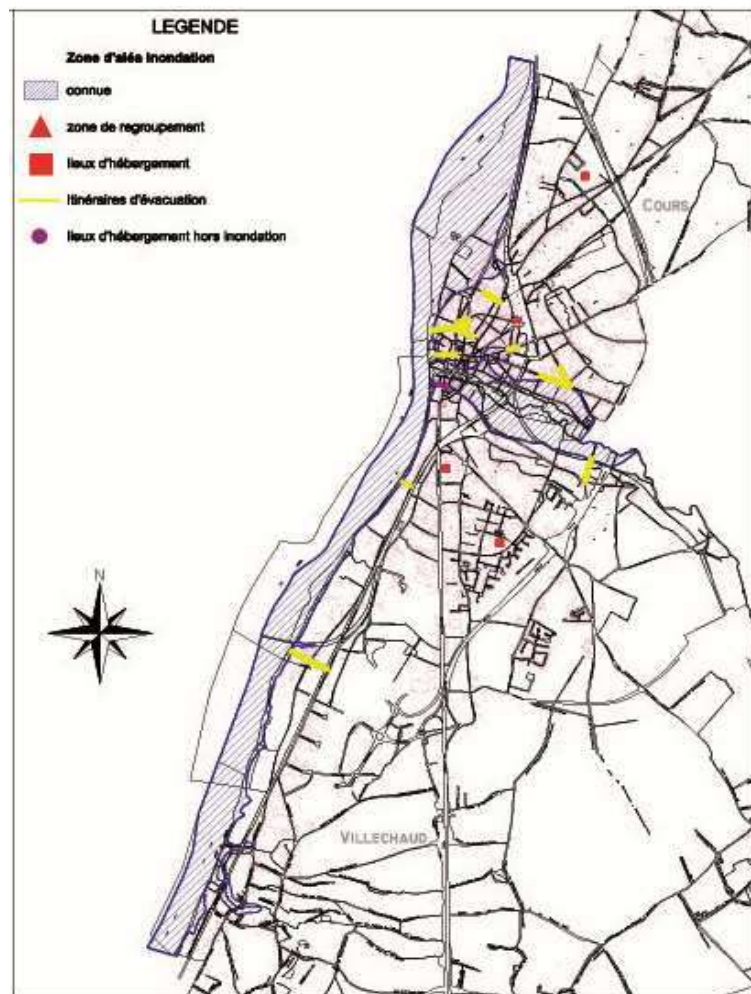 LEGENDE
Zone d'aléa inondation
connue
zone de regroupement
lieux d'hébergement
Itinéraires d'évacuation
lieux d'hébergement hors inondation
COURS
N
VILLECHAUD